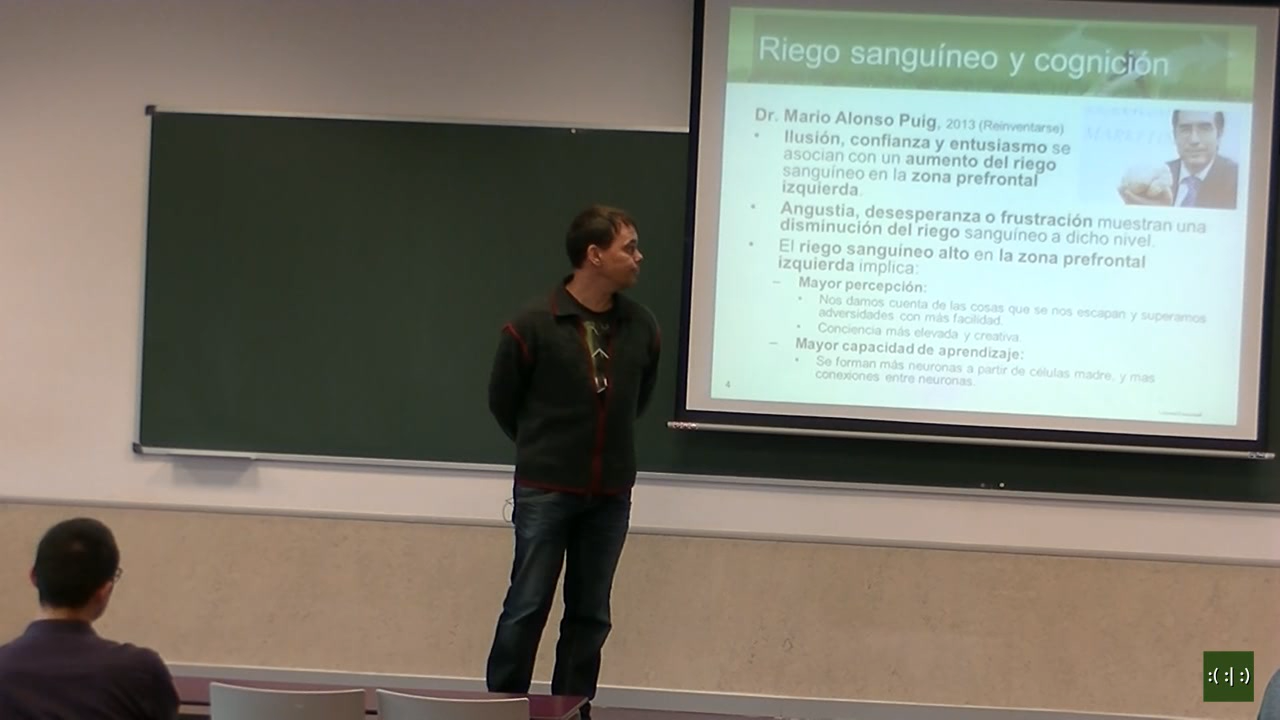 Riego sanguíneo y cognición
Dr. Mario Alonso Puig, 2013 (Reinventarse)
• Ilusión, confianza y entusiasmo se
asocian con un aumento del riego
sanguíneo en la zona prefrontal
izquierda.
• Angustia, desesperanza o frustración muestran una
disminución del riego sanguíneo a dicho nivel.
• El riego sanguíneo alto en la zona prefrontal
izquierda implica:
– Mayor percepción:
• Nos damos cuenta de las cosas que se nos escapan y superamos
adversidades con más facilidad.
• Conciencia más elevada y creativa
– Mayor capacidad de aprendizaje:
• Se forman más neuronas a partir de células madre, y mas
conexiones entre neuronas.
4
:( :| :)